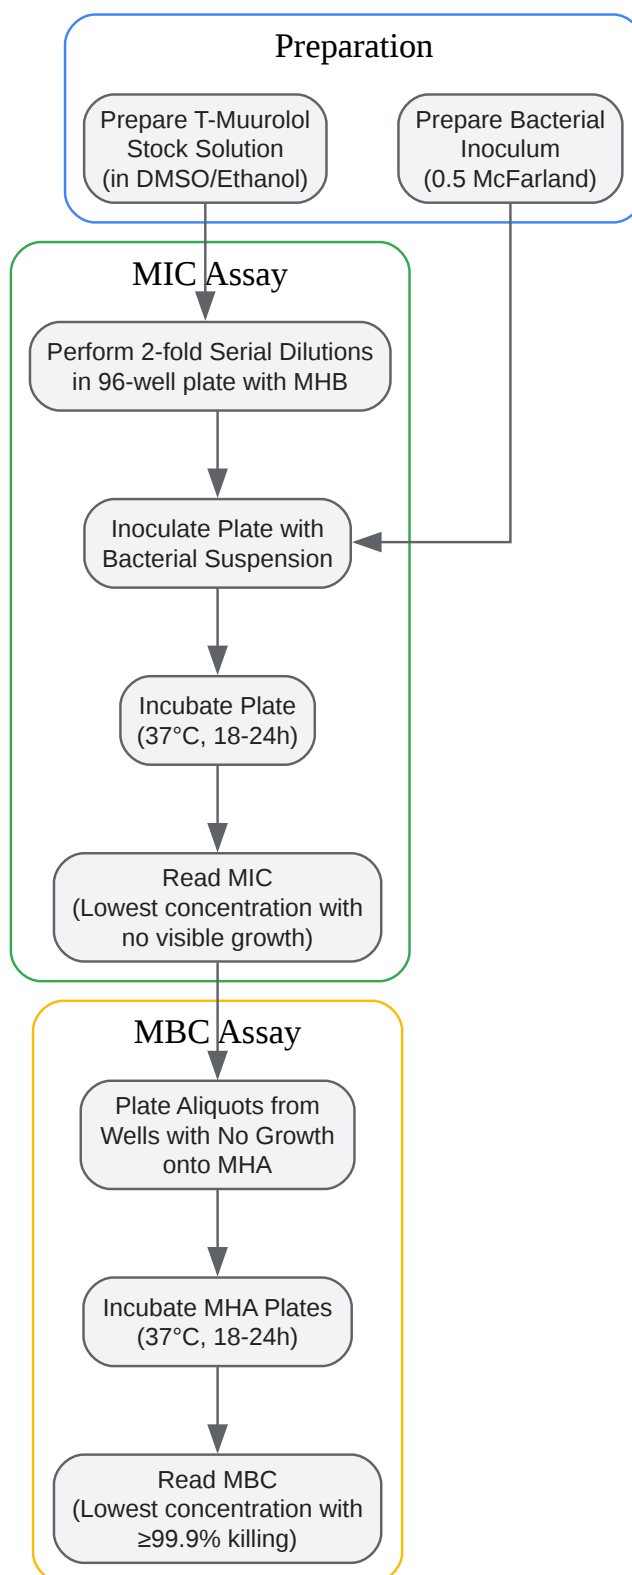 Preparation
Prepare T-Muurolol
Stock Solution
(in DMSO/Ethanol)
Prepare Bacterial
Inoculum
(0.5 McFarland)
MIC Assay
Perform 2-fold Serial Dilutions
in 96-well plate with MHB
Inoculate Plate with
Bacterial Suspension
Incubate Plate
(37°C, 18-24h)
Read MIC
(Lowest concentration with
no visible growth)
MBC Assay
Plate Aliquots from
Wells with No Growth
onto MHA
Incubate MHA Plates
(37°C, 18-24h)
Read MBC
(Lowest concentration with
≥99.9% killing)